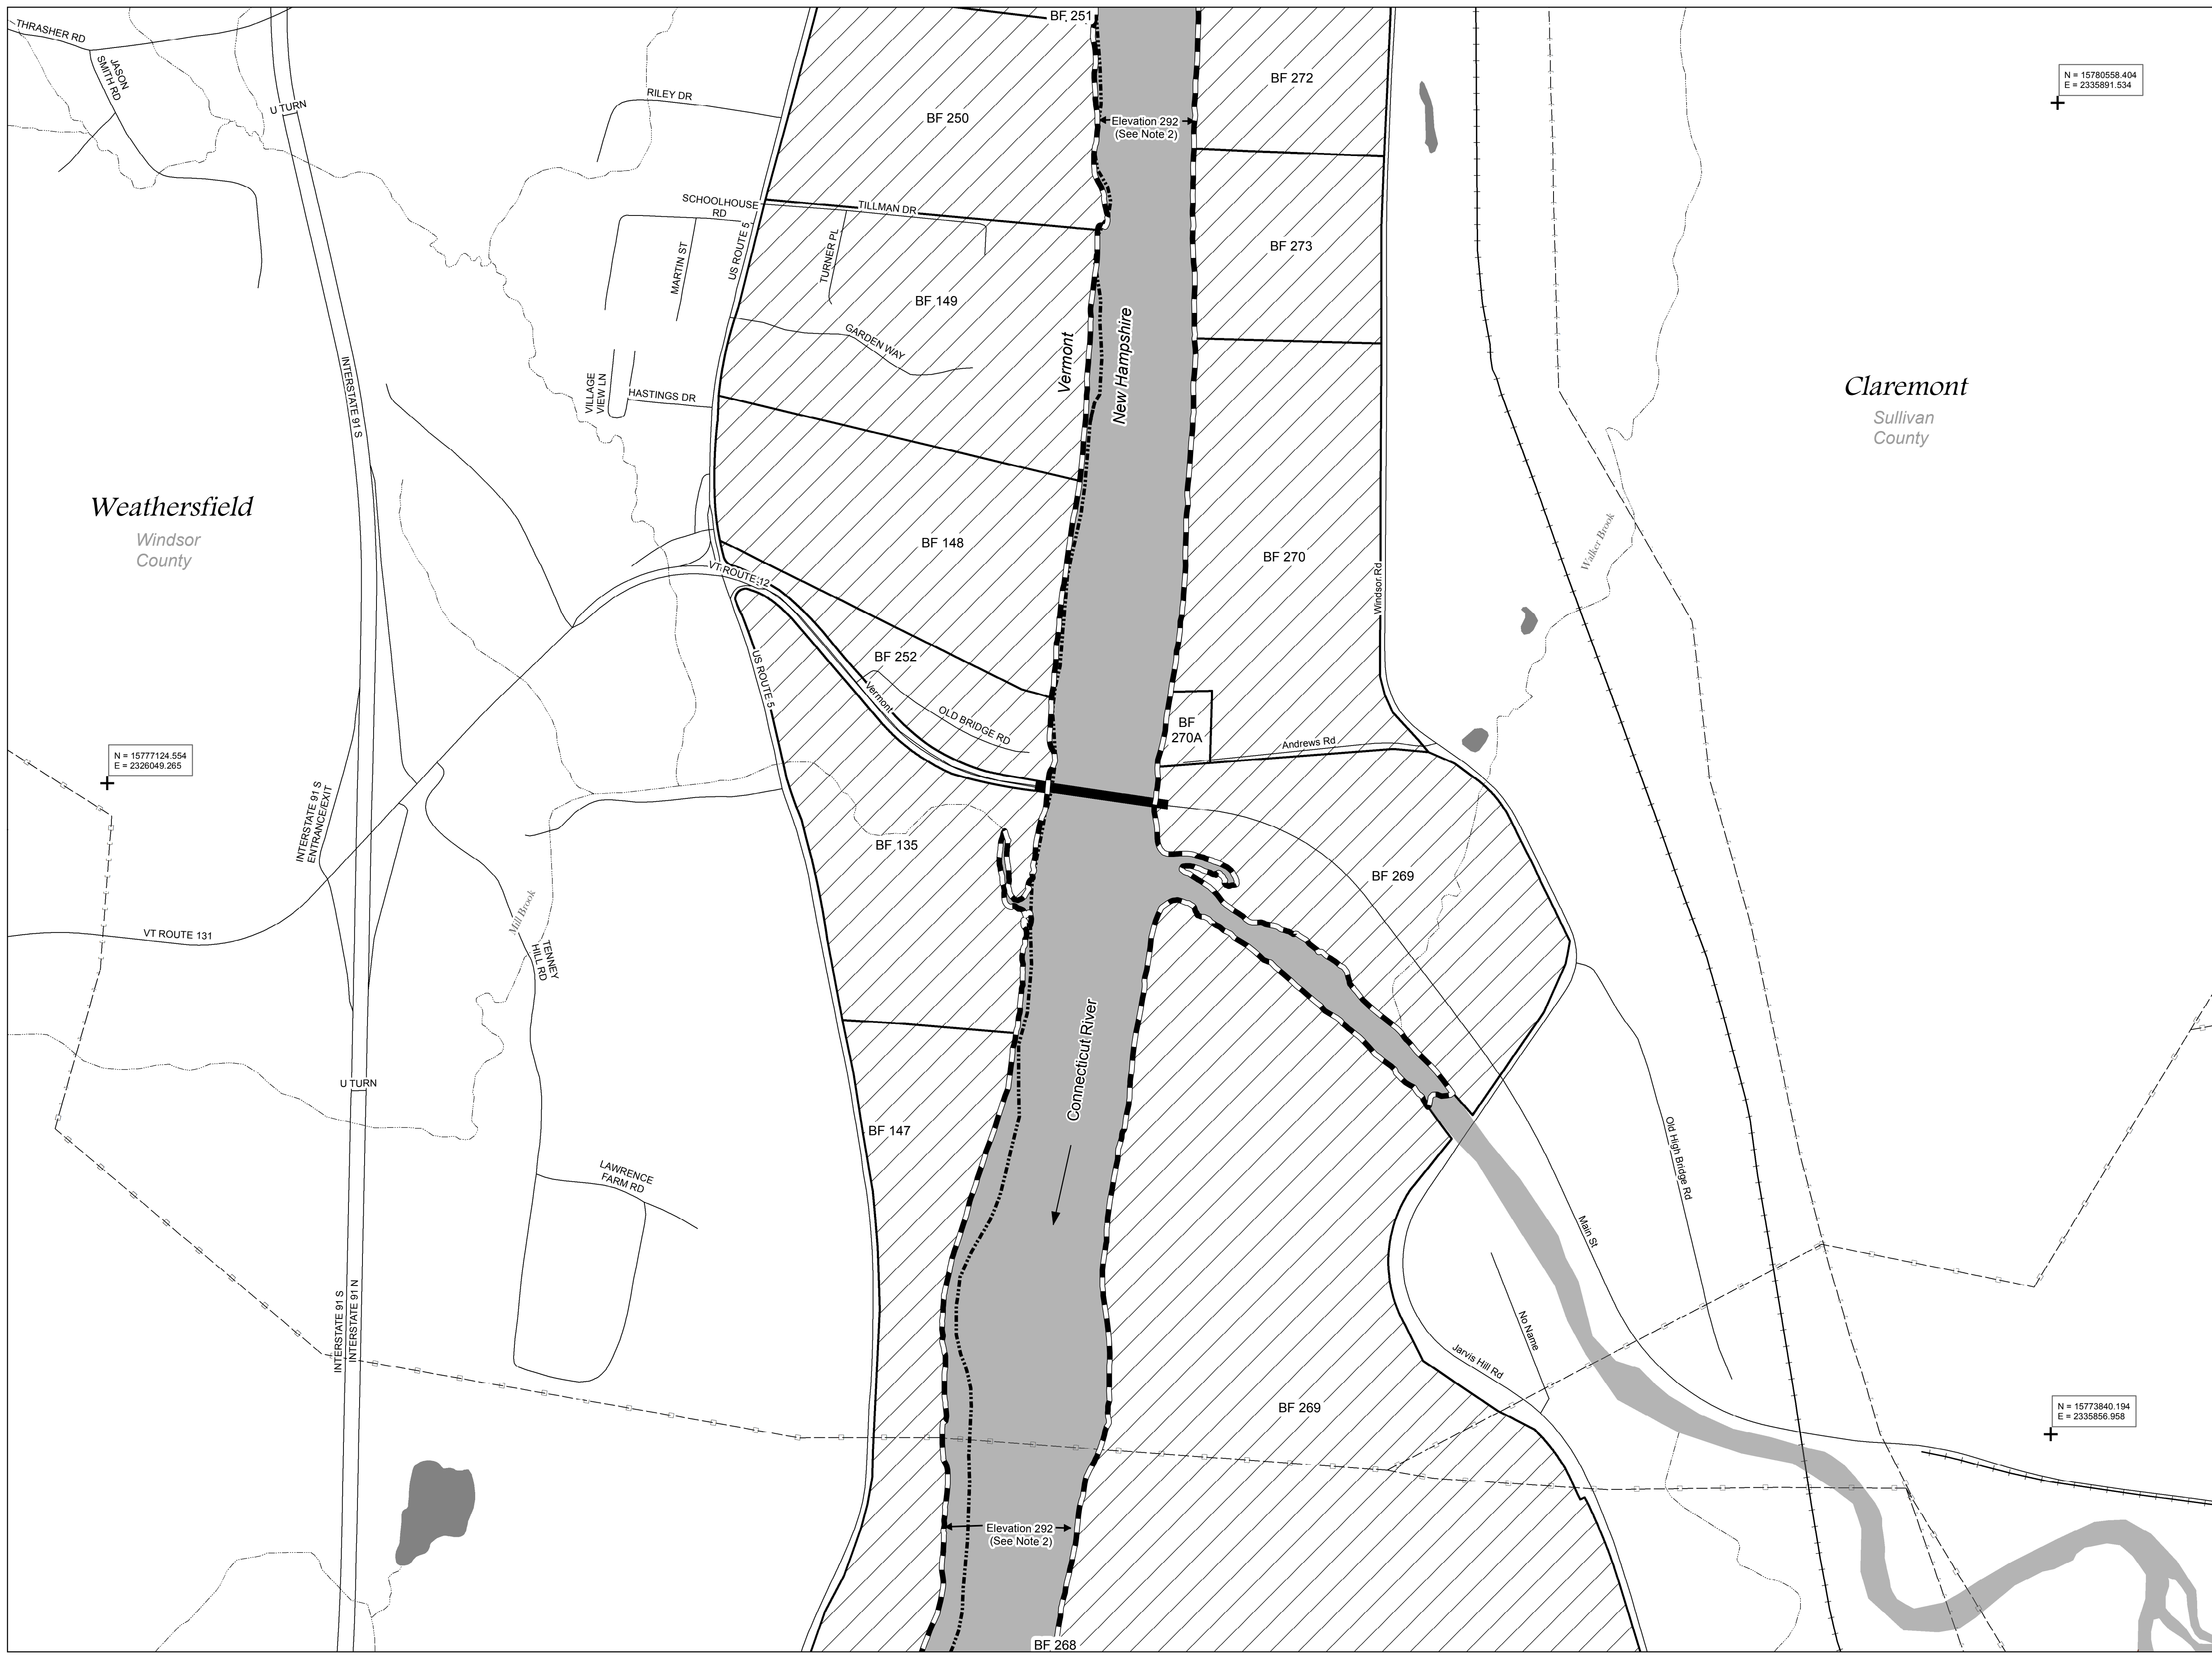 BF 251
THRASHER RD
JASON
SMITH RD
U TURN
RILEY DR
BF 250
BF 272
Elevation 292
(See Note 2)
N = 15780558.404
E = 2335891.534
SCHOOLHOUSE
RD
TILLMAN DR
US ROUTE 5
MARTIN ST
TURNER PL
BF 149
BF 273
GARDEN WAY
Vermont
New Hampshire
INTERSTATE 91 S
VILLAGE
VIEW LN
HASTINGS DR
Claremont
Sullivan
County
Weathersfield
Windsor
County
BF 148
BF 270
Walker Brook
Windsor Rd
VT ROUTE 12
BF 252
US ROUTE 5
Vermont
OLD BRIDGE RD
BF
270A
Andrews Rd
N = 15777124.554
E = 2326049.265
INTERSTATE 91 S
ENTRANCE/EXIT
BF 135
BF 269
Mill Brook
VT ROUTE 131
TENNEY
HILL RD
Connecticut River
U TURN
BF 147
LAWRENCE
FARM RD
Old High Bridge Rd
Main St
No Name
INTERSTATE 91 S
INTERSTATE 91 N
Jarvis Hill Rd
BF 269
N = 15773840.194
E = 2335856.958
Elevation 292
(See Note 2)
BF 268